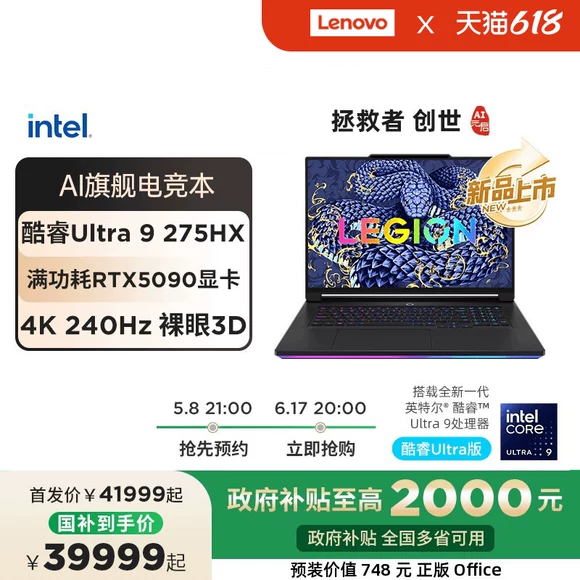 Lenovo X 天猫618
intel.
拯救者 创世
AI
元启
AI旗舰电竞本
酷睿Ultra 9 275HX
满功耗RTX5090显卡
4K 240Hz 裸眼3D
新品上市
NEW
LEGION
5.8 21:00
抢先预约
6.17 20:00
立即抢购
搭载全新一代
英特尔® 酷睿™
Ultra 9处理器
酷睿Ultra版
intel
CORE
ULTRA 9
首发价¥41999起
国补到手价
¥39999起
政府补贴至高2000元
政府补贴 全国多省可用
预装价值 748 元 正版 Office